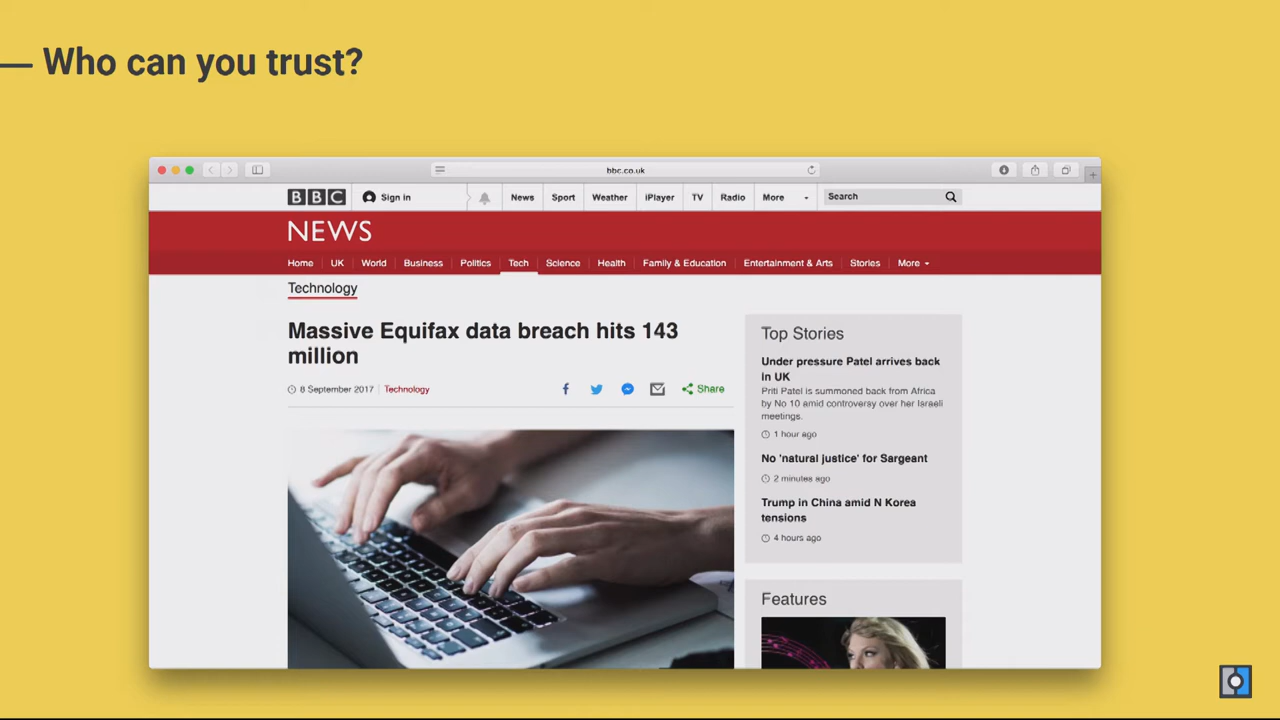 Who can you trust?
bbc.co.uk
BBC Sign in News Sport Weather iPlayer TV Radio More Search
NEWS
Home UK World Business Politics Tech Science Health Family & Education Entertainment & Arts Stories More
Technology
Massive Equifax data breach hits 143
million
8 September 2017 Technology Share
Top Stories
Under pressure Patel arrives back
in UK
Priti Patel is summoned back from Africa
by No 10 amid controversy over her Israeli
meetings.
1 hour ago
No 'natural justice' for Sargeant
2 minutes ago
Trump in China amid N Korea
tensions
4 hours ago
Features